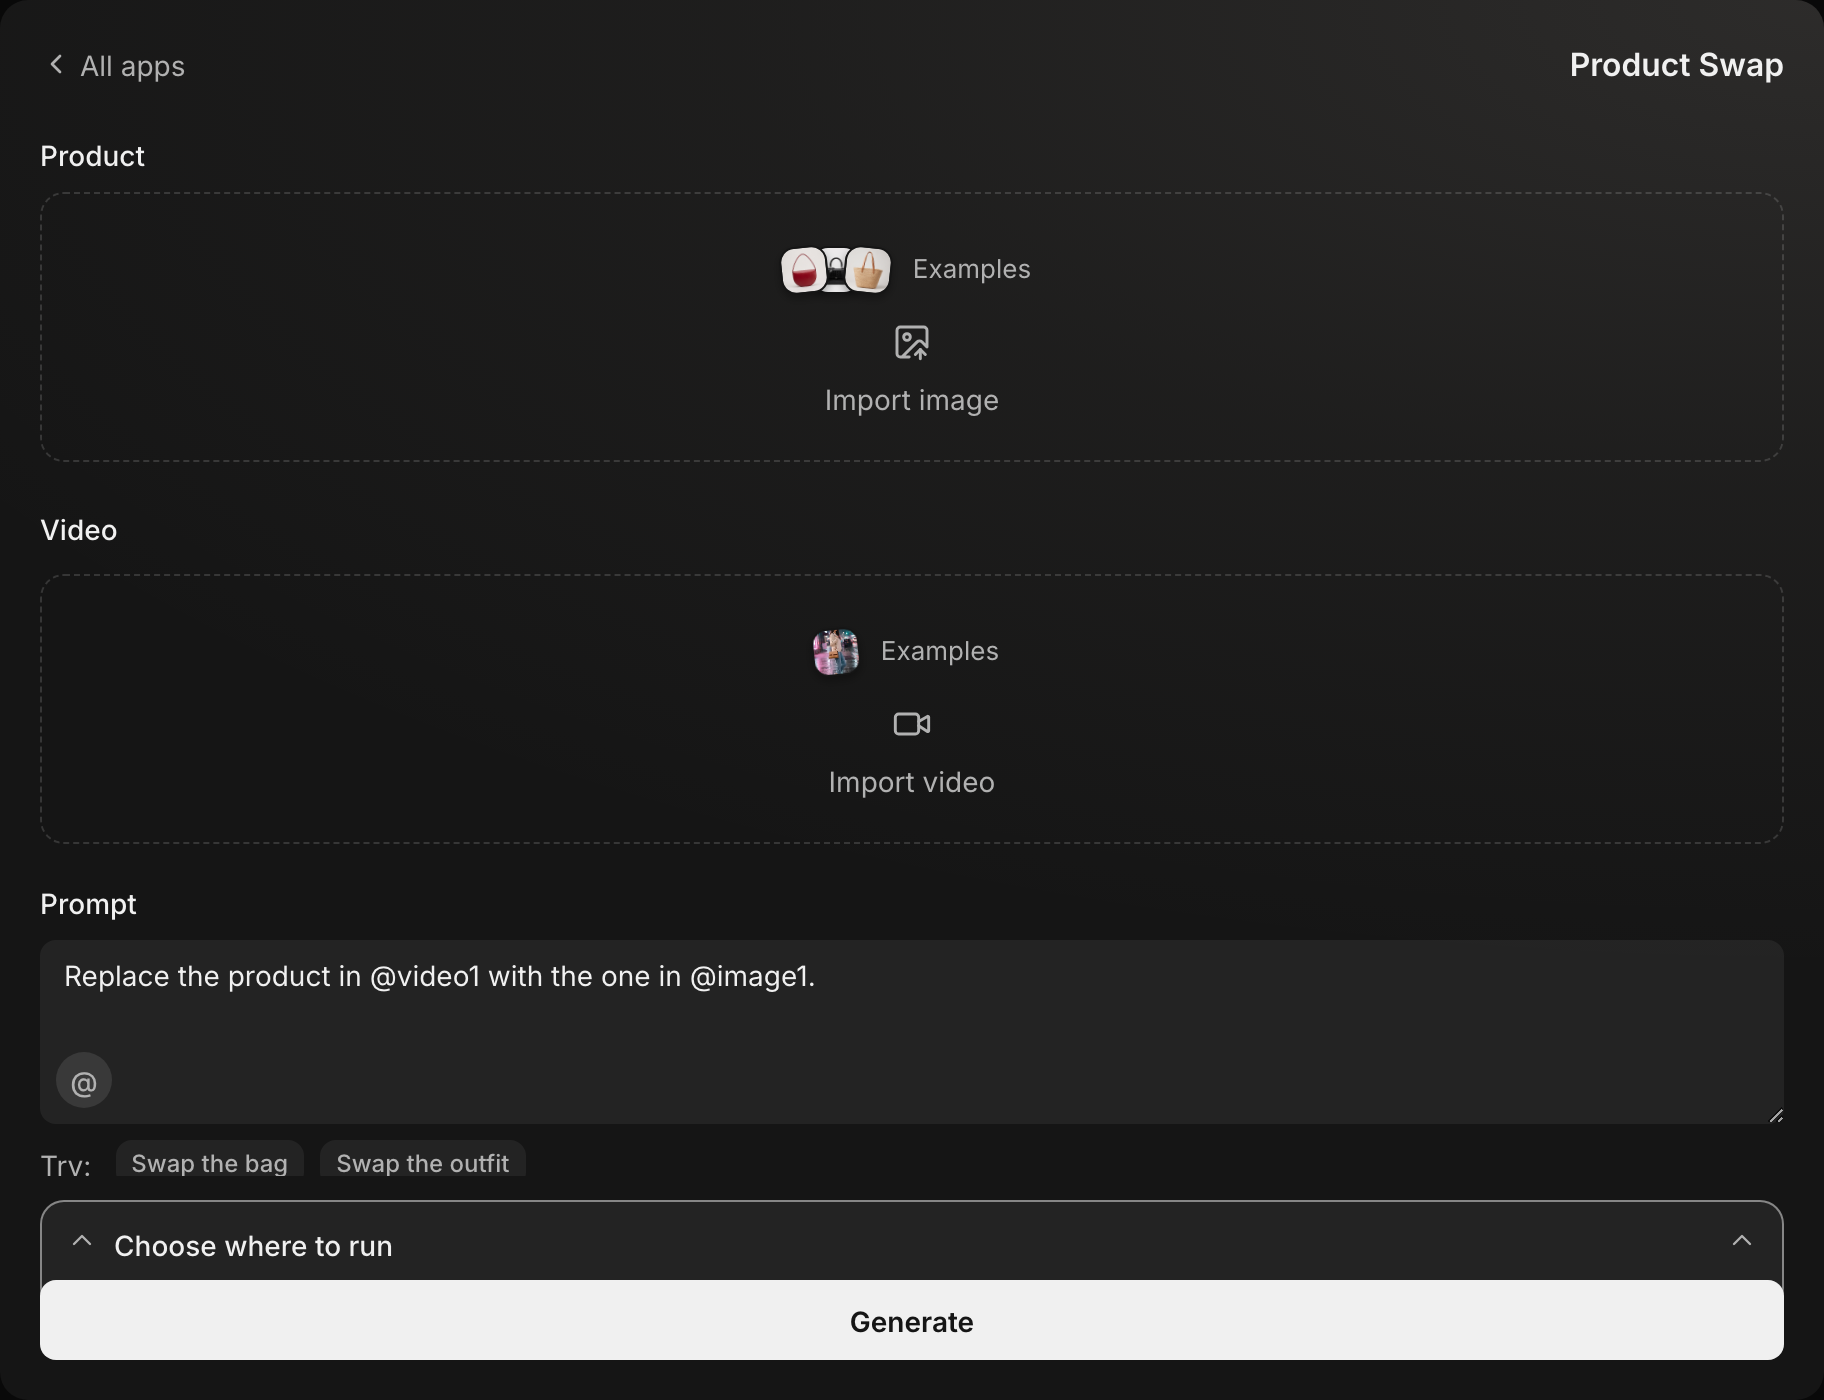 All apps
Product Swap
Product
Examples
Import image
Video
Examples
Import video
Prompt
Replace the product in @video1 with the one in @image1.
@
Try: Swap the bag Swap the outfit
Choose where to run
Generate